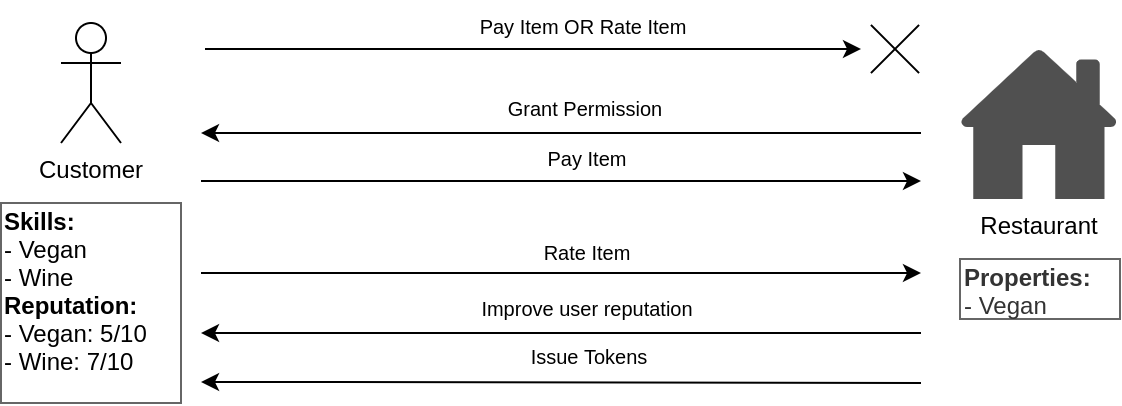 Pay Item OR Rate Item
Grant Permission
Pay Item
Customer
Skills:
- Vegan
- Wine
Reputation:
- Vegan: 5/10
- Wine: 7/10
Rate Item
Improve user reputation
Issue Tokens
Restaurant
Properties:
- Vegan